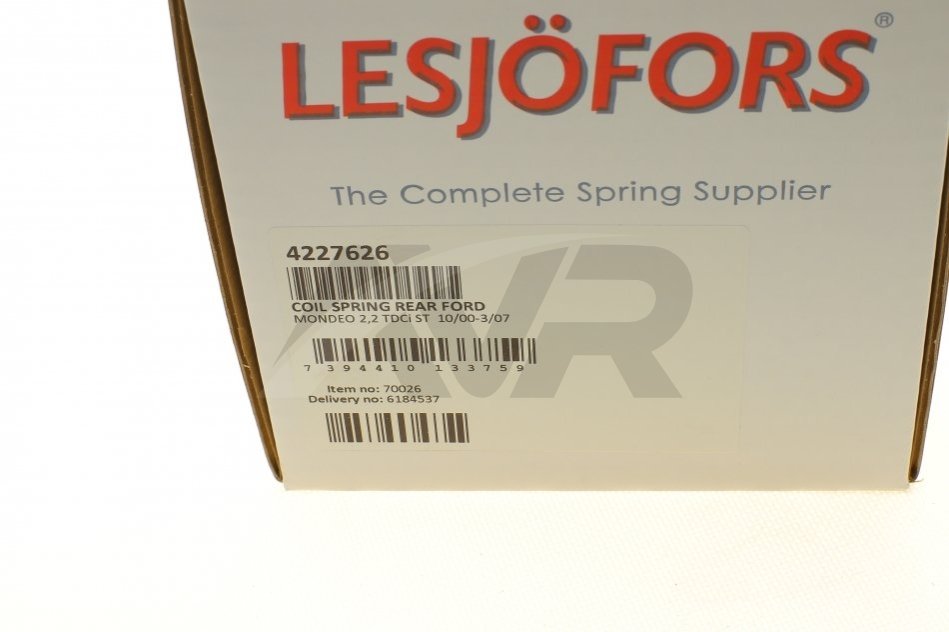 LESJÖFORS®
The Complete Spring Supplier
4227626
COIL SPRING REAR FORD
MONDEO 2,2 TDCi ST 10/00-3/07
7 394410 133759
Item no: 70026
Delivery no: 6184537
AVR